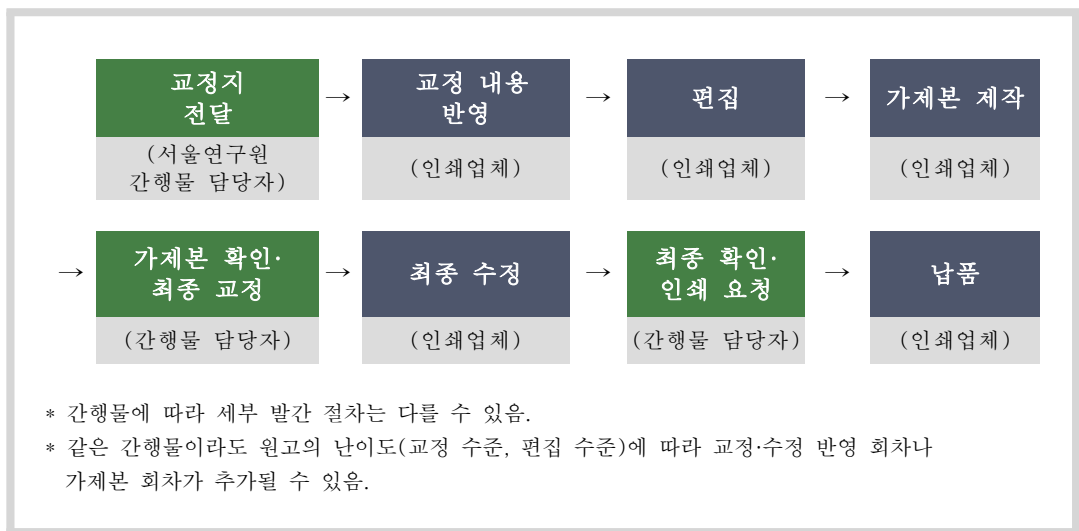 교정지
전달
→
교정 내용
반영
→
편집
→
가제본 제작
(서울연구원
간행물 담당자)
(인쇄업체)
(인쇄업체)
(인쇄업체)
→
가제본 확인·
최종 교정
→
최종 수정
→
최종 확인·
인쇄 요청
→
납품
(간행물 담당자)
(인쇄업체)
(간행물 담당자)
(인쇄업체)
* 간행물에 따라 세부 발간 절차는 다를 수 있음.
* 같은 간행물이라도 원고의 난이도(교정 수준, 편집 수준)에 따라 교정·수정 반영 회차나
가제본 회차가 추가될 수 있음.